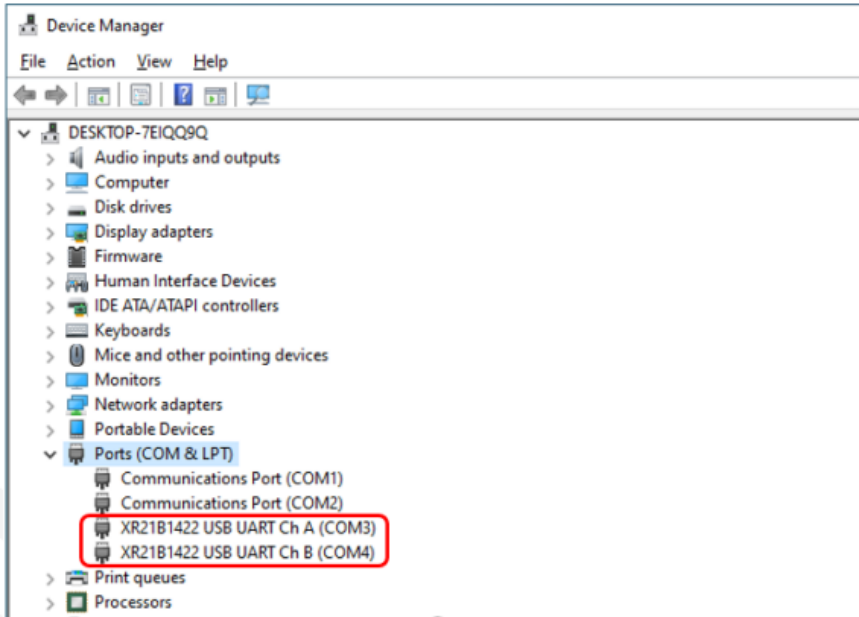 Device Manager
File Action View Help
DESKTOP-7EIQQ9Q
Audio inputs and outputs
Computer
Disk drives
Display adapters
Firmware
Human Interface Devices
IDE ATA/ATAPI controllers
Keyboards
Mice and other pointing devices
Monitors
Network adapters
Portable Devices
Ports (COM & LPT)
Communications Port (COM1)
Communications Port (COM2)
XR21B1422 USB UART Ch A (COM3)
XR21B1422 USB UART Ch B (COM4)
Print queues
Processors